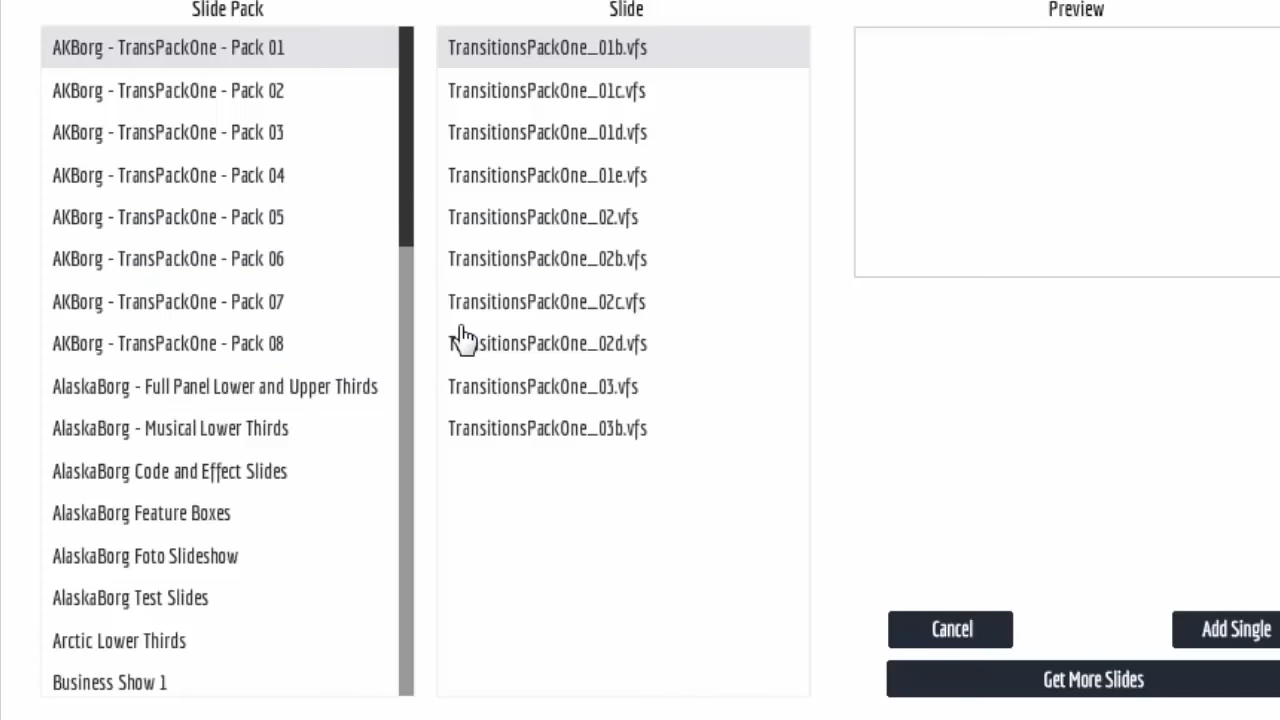 Slide Pack
AKBorg - TransPackOne - Pack 01
AKBorg - TransPackOne - Pack 02
AKBorg - TransPackOne - Pack 03
AKBorg - TransPackOne - Pack 04
AKBorg - TransPackOne - Pack 05
AKBorg - TransPackOne - Pack 06
AKBorg - TransPackOne - Pack 07
AKBorg - TransPackOne - Pack 08
AlaskaBorg - Full Panel Lower and Upper Thirds
AlaskaBorg - Musical Lower Thirds
AlaskaBorg Code and Effect Slides
AlaskaBorg Feature Boxes
AlaskaBorg Foto Slideshow
AlaskaBorg Test Slides
Arctic Lower Thirds
Business Show 1
Slide
TransitionsPackOne_01b.vfs
TransitionsPackOne_01c.vfs
TransitionsPackOne_01d.vfs
TransitionsPackOne_01e.vfs
TransitionsPackOne_02.vfs
TransitionsPackOne_02b.vfs
TransitionsPackOne_02c.vfs
TransitionsPackOne_02d.vfs
TransitionsPackOne_03.vfs
TransitionsPackOne_03b.vfs
Preview
Cancel
Add Single
Get More Slides